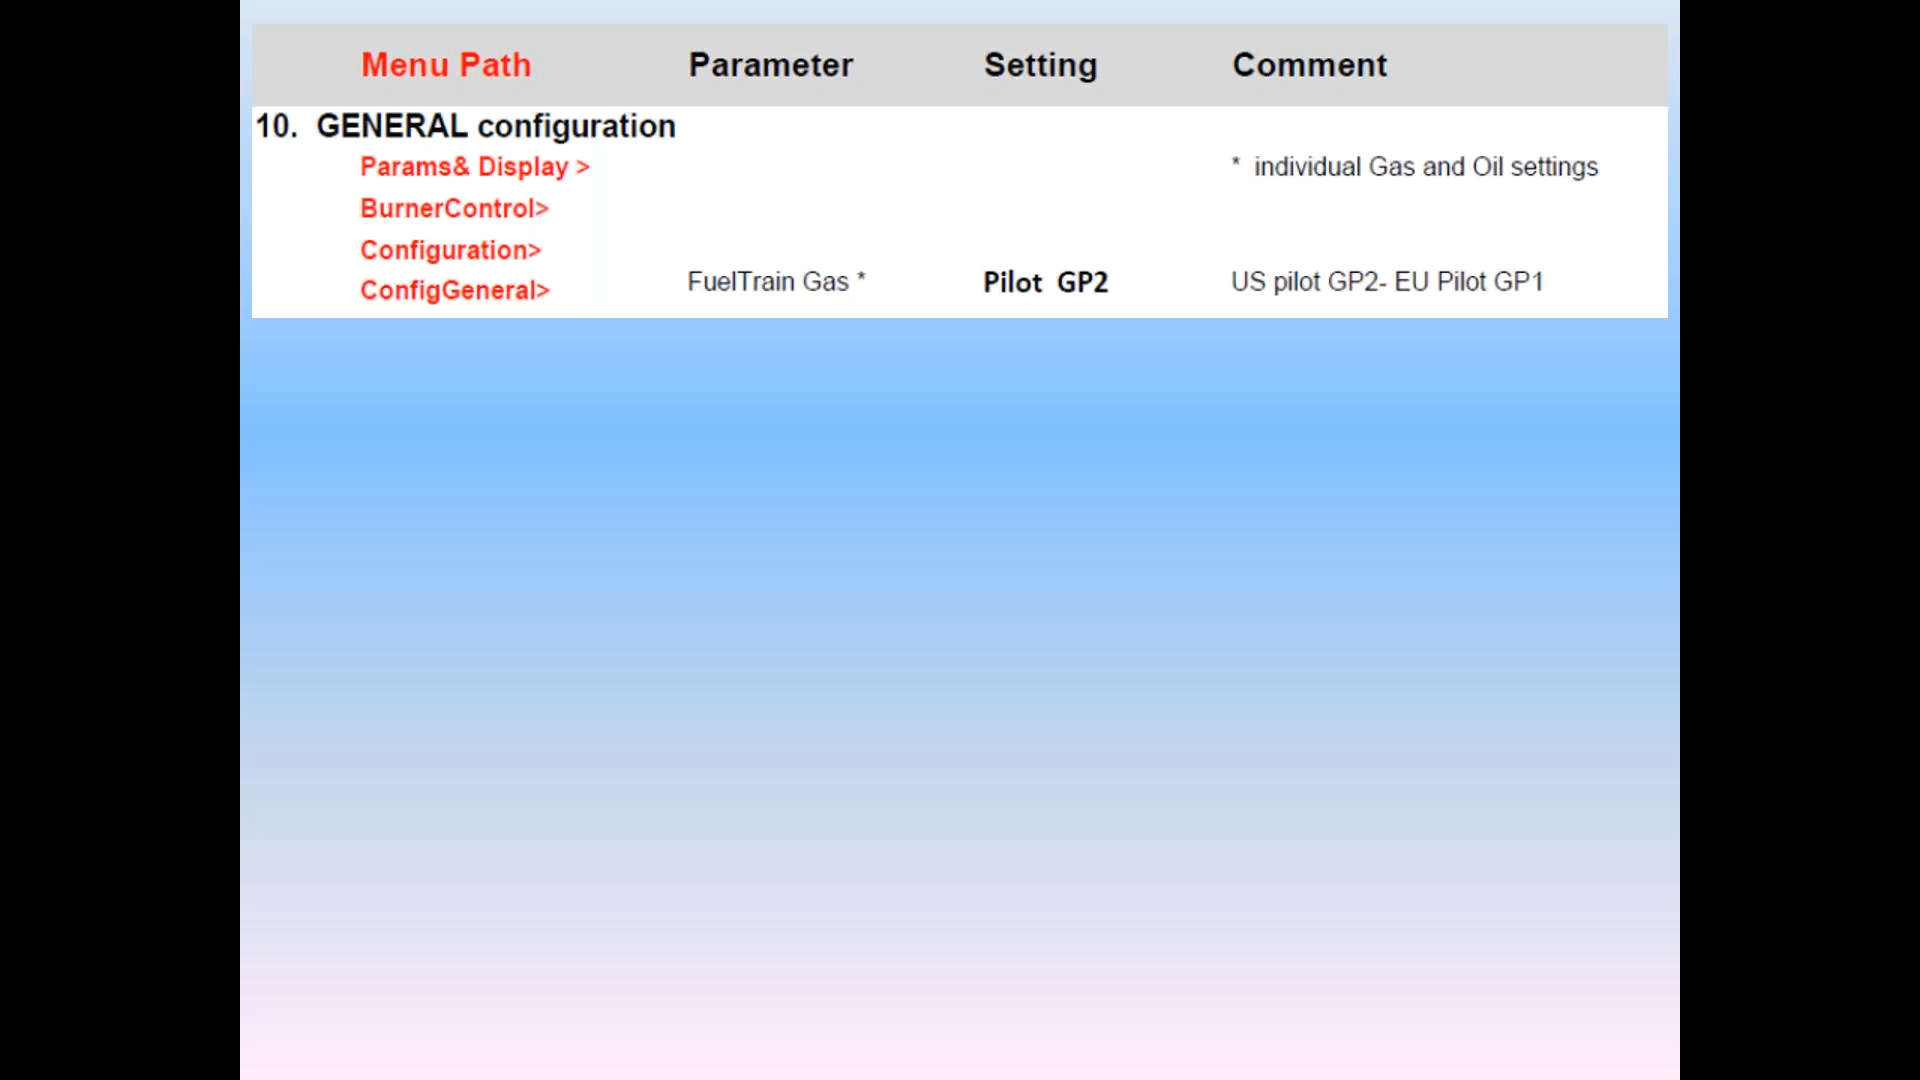 Menu Path Parameter Setting Comment
10. GENERAL configuration
Params& Display > * individual Gas and Oil settings
BurnerControl>
Configuration>
ConfigGeneral> FuelTrain Gas * Pilot GP2 US pilot GP2- EU Pilot GP1